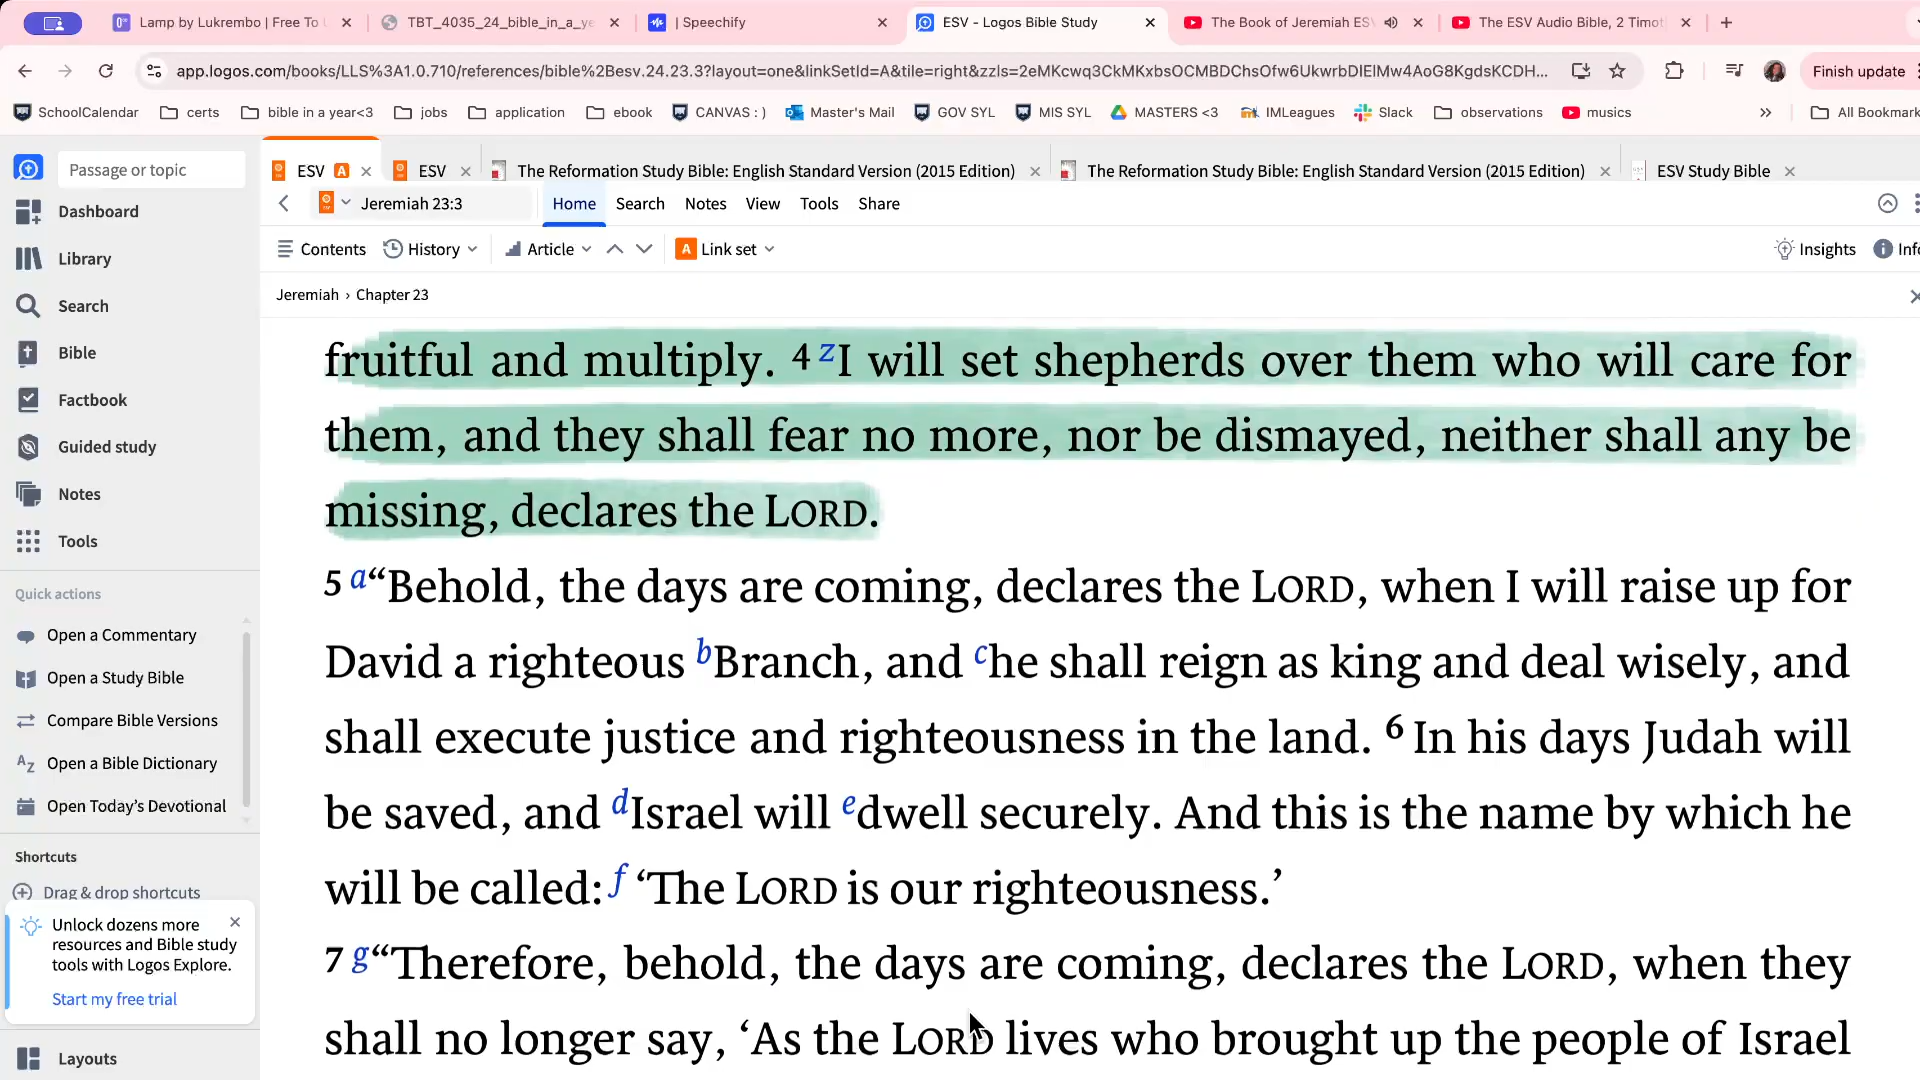 Lamp by Lukrembo | Free To U
TBT_4035_24_bible_in_a_ye
| Speechify
ESV - Logos Bible Study
The Book of Jeremiah ESV
The ESV Audio Bible, 2 Timot
app.logos.com/books/LLS%3A1.0.710/references/bible%2Besv.24.23.3?layout=one&linkSetId=A&tile=right&zzls=2eMKcwq3CkMKxbsOCMBDChsOfw6UkwrbDIElMw4AoG8KgdsKCDH...
Finish update
SchoolCalendar
certs
bible in a year<3
jobs
application
ebook
CANVAS : )
Master's Mail
GOV SYL
MIS SYL
MASTERS <3
IMLeagues
Slack
observations
musics
»
All Bookmark
Passage or topic
ESV A
ESV
The Reformation Study Bible: English Standard Version (2015 Edition)
The Reformation Study Bible: English Standard Version (2015 Edition)
ESV Study Bible
Jeremiah 23:3
Home
Search
Notes
View
Tools
Share
Contents
History
Article
A Link set
Insights
Info
Jeremiah › Chapter 23
Dashboard
Library
Search
Bible
Factbook
Guided study
Notes
Tools
Quick actions
Open a Commentary
Open a Study Bible
Compare Bible Versions
Open a Bible Dictionary
Open Today's Devotional
Shortcuts
Drag & drop shortcuts
Unlock dozens more
resources and Bible study
tools with Logos Explore.
Start my free trial
Layouts
fruitful and multiply. 4 z I will set shepherds over them who will care for
them, and they shall fear no more, nor be dismayed, neither shall any be
missing, declares the LORD.
5 a “Behold, the days are coming, declares the LORD, when I will raise up for
David a righteous b Branch, and c he shall reign as king and deal wisely, and
shall execute justice and righteousness in the land. 6 In his days Judah will
be saved, and d Israel will e dwell securely. And this is the name by which he
will be called: f ‘The LORD is our righteousness.’
7 g “Therefore, behold, the days are coming, declares the LORD, when they
shall no longer say, ‘As the LORD lives who brought up the people of Israel